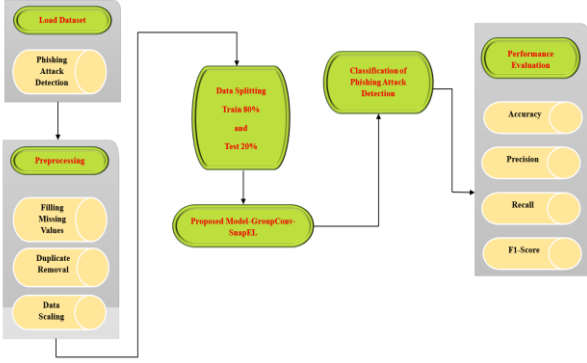 Load Dataset
Phishing
Attack
Detection
Preprocessing
Filling
Missing
Values
Duplicate
Removal
Data
Scaling
Data Splitting
Train 80%
and
Test 20%
Proposed Model-GroupConv-
SnapEL
Classification of
Phishing Attack
Detection
Performance
Evaluation
Accuracy
Precision
Recall
F1-Score